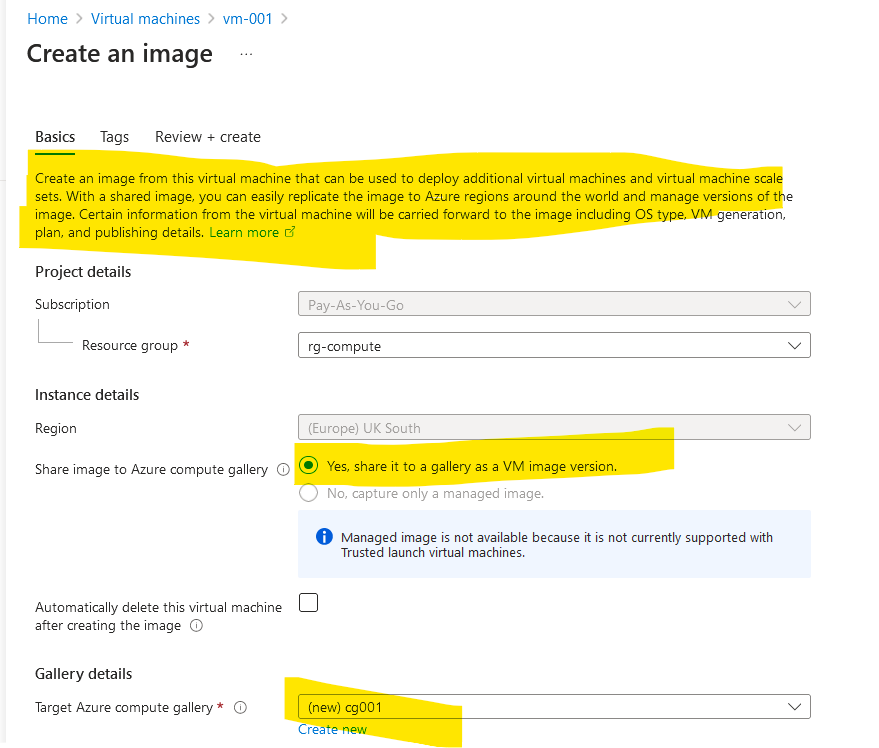 Home > Virtual machines > vm-001 >
Create an image ...
Basics Tags Review + create
Create an image from this virtual machine that can be used to deploy additional virtual machines and virtual machine scale
sets. With a shared image, you can easily replicate the image to Azure regions around the world and manage versions of the
image. Certain information from the virtual machine will be carried forward to the image including OS type, VM generation,
plan, and publishing details. Learn more
Project details
Subscription Pay-As-You-Go
Resource group * rg-compute
Instance details
Region (Europe) UK South
Share image to Azure compute gallery Yes, share it to a gallery as a VM image version.
No, capture only a managed image.
Managed image is not available because it is not currently supported with
Trusted launch virtual machines.
Automatically delete this virtual machine
after creating the image
Gallery details
Target Azure compute gallery * (new) cg001
Create new